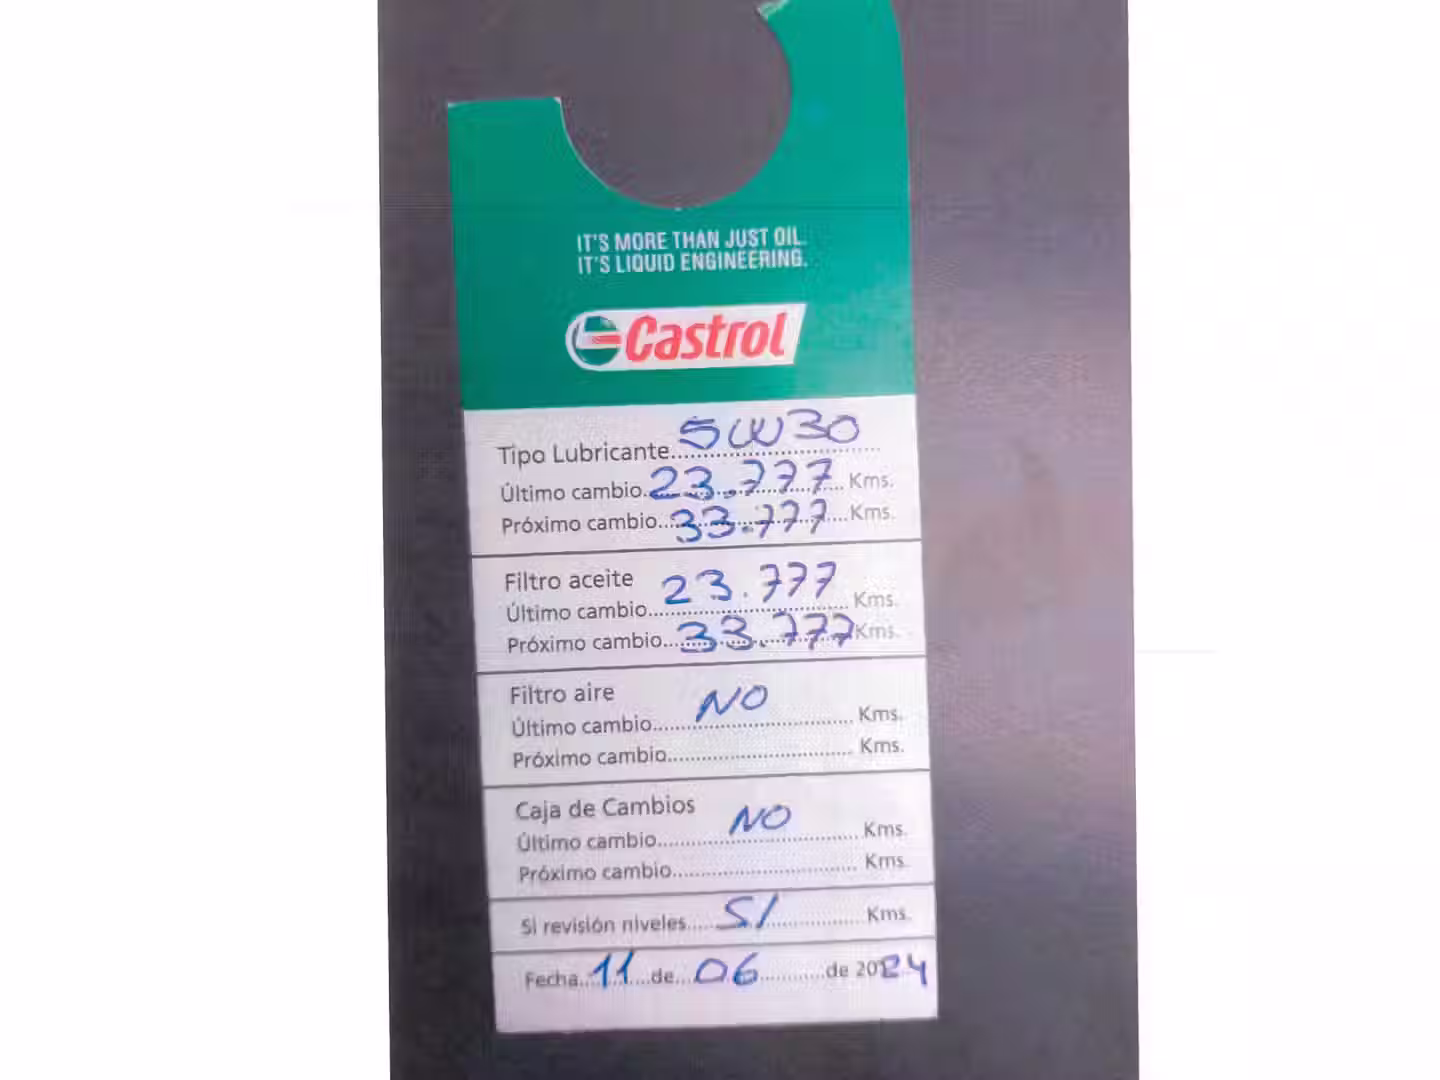 IT'S MORE THAN JUST OIL.
IT'S LIQUID ENGINEERING.
Castrol
Tipo Lubricante 5W30
Último cambio 23.777 Kms.
Próximo cambio 33.777 Kms.
Filtro aceite
Último cambio 23.777 Kms.
Próximo cambio 33.777 Kms.
Filtro aire NO
Último cambio Kms.
Próximo cambio Kms.
Caja de Cambios NO
Último cambio Kms.
Próximo cambio Kms.
Si revisión niveles SI Kms.
Fecha 11 de 06 de 2024